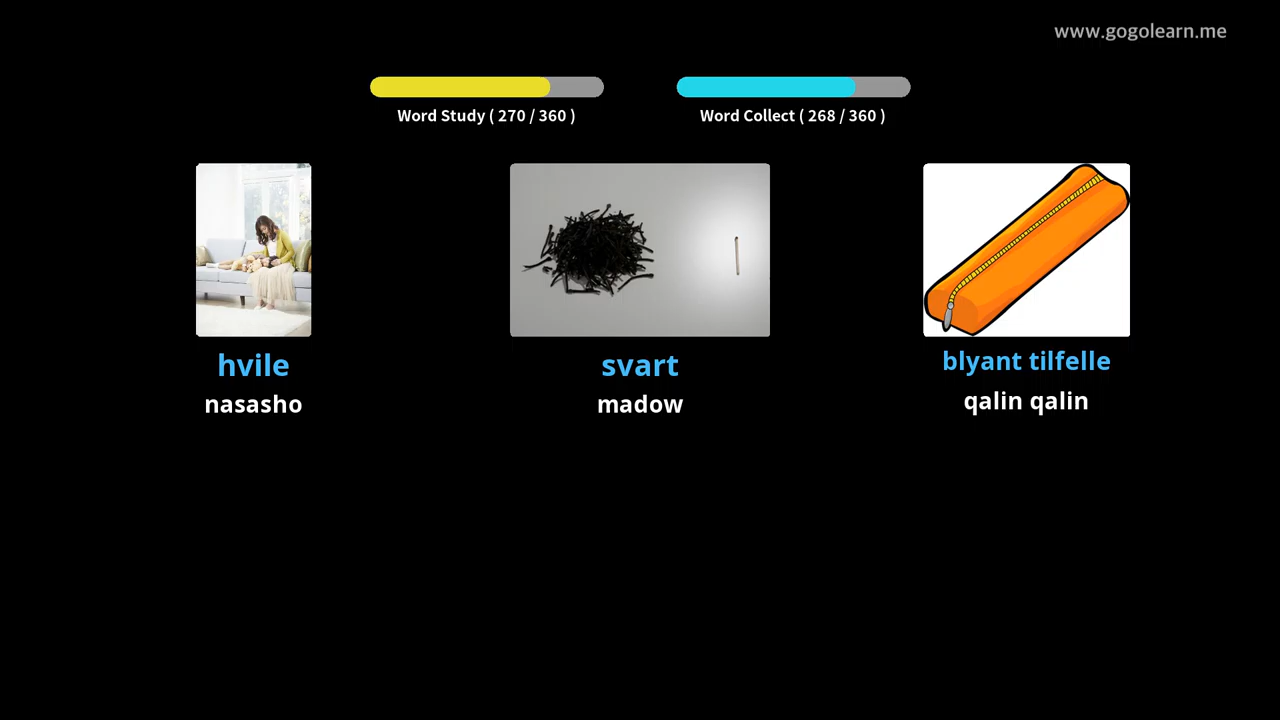 www.gogolearn.me
Word Study ( 270 / 360 )
Word Collect ( 268 / 360 )
hvile
nasasho
svart
madow
blyant tilfelle
qalin qalin